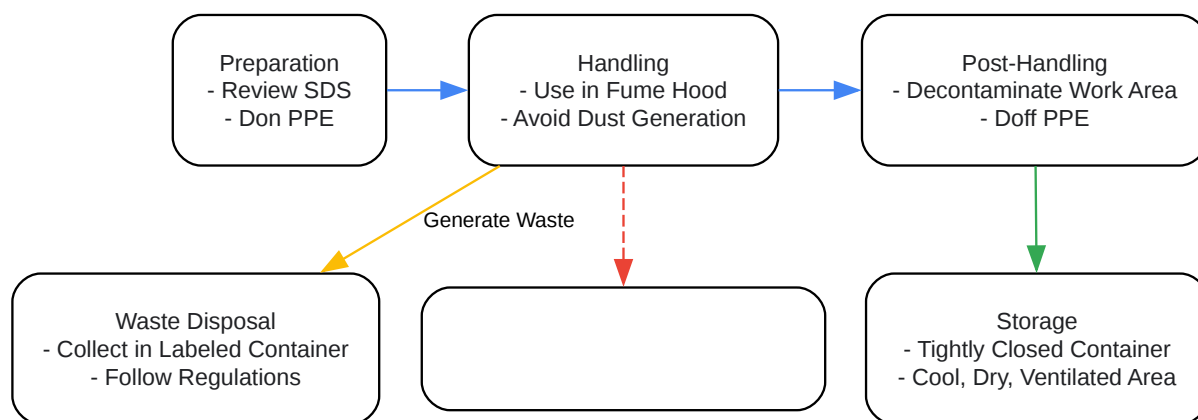 Preparation
- Review SDS
- Don PPE
Handling
- Use in Fume Hood
- Avoid Dust Generation
Post-Handling
- Decontaminate Work Area
- Doff PPE
Generate Waste
Waste Disposal
- Collect in Labeled Container
- Follow Regulations
Storage
- Tightly Closed Container
- Cool, Dry, Ventilated Area